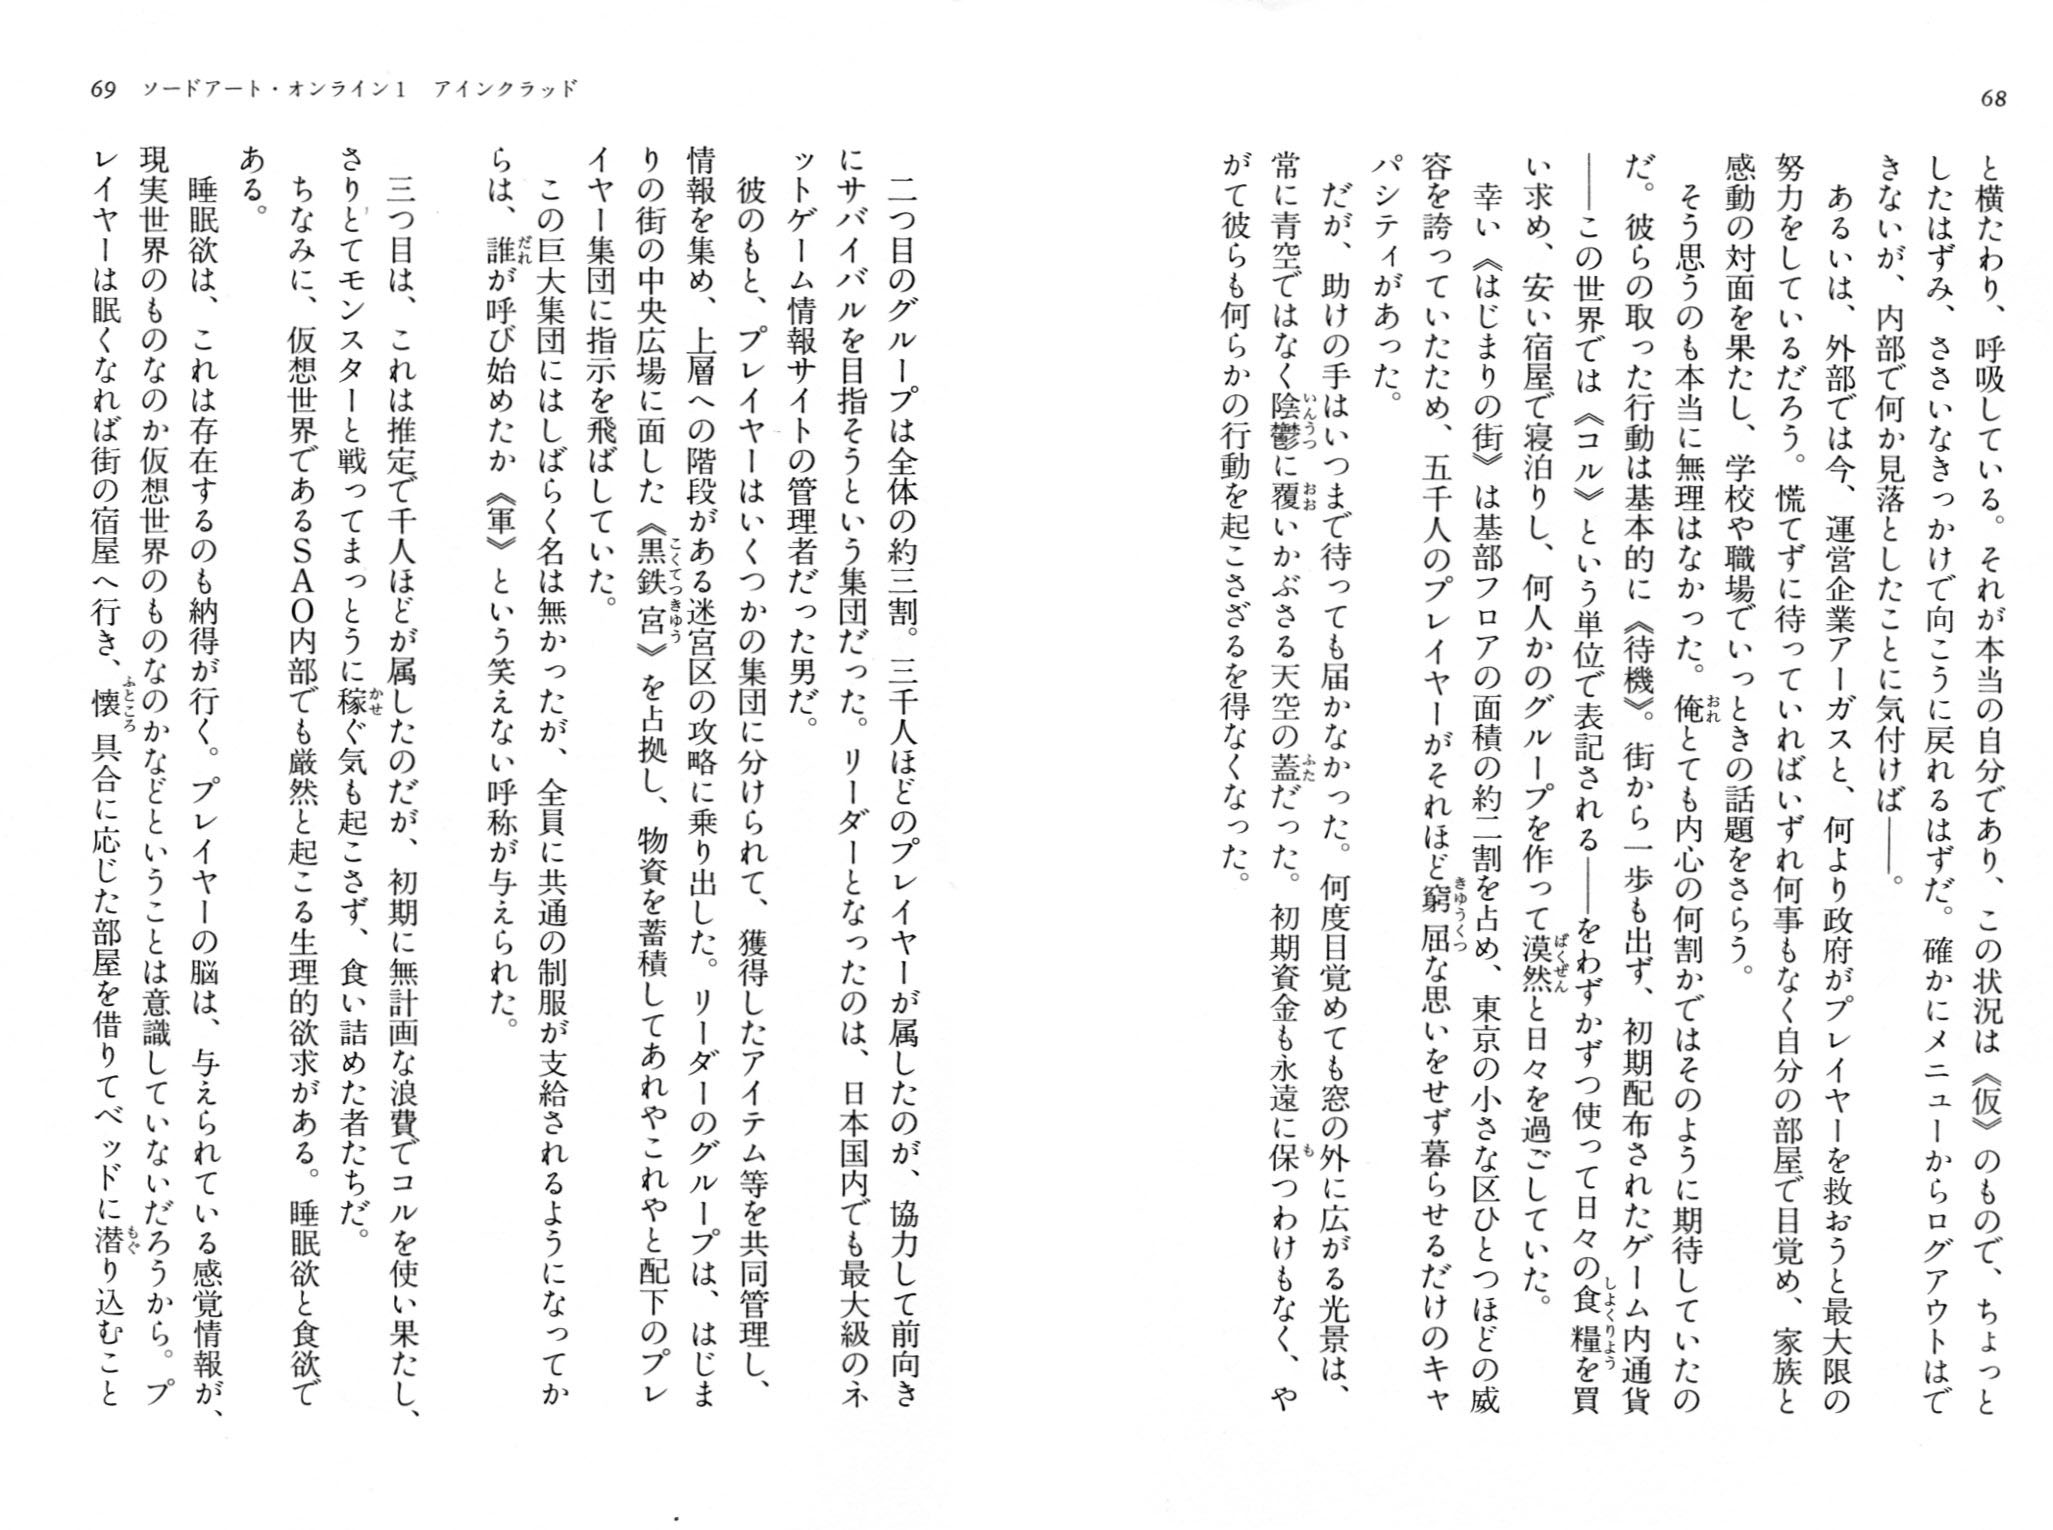 68
と横たわり、呼吸している。それが本当の自分であり、この状況は《仮》のもので、ちょっと
したはずみ、ささいなきっかけで向こうに戻れるはずだ。確かにメニューからログアウトはで
きないが、内部で何か見落としたことに気付けば——。
あるいは、外部では今、運営企業アーガスと、何より政府がプレイヤーを救おうと最大限の
努力をしているだろう。慌てずに待っていればいずれ何事もなく自分の部屋で目覚め、家族と
感動の対面を果たし、学校や職場でいっときの話題をさらう。
そう思うのも本当に無理はなかった。俺とても内心の何割かではそのように期待していたの
だ。彼らの取った行動は基本的に《待機》。街から一歩も出ず、初期配布されたゲーム内通貨
——この世界では《コル》という単位で表記される——をわずかずつ使って日々の食糧を買
い求め、安い宿屋で寝泊りし、何人かのグループを作って漠然と日々を過ごしていた。
幸い《はじまりの街》は基部フロアの面積の約二割を占め、東京の小さな区ひとつほどの威
容を誇っていたため、五千人のプレイヤーがそれほど窮屈な思いをせず暮らせるだけのキャ
パシティがあった。
だが、助けの手はいつまで待っても届かなかった。何度目覚めても窓の外に広がる光景は、
常に青空ではなく陰鬱に覆いかぶさる天空の蓋だった。初期資金も永遠に保つわけもなく、や
がて彼らも何らかの行動を起こさざるを得なくなった。
69 ソードアート・オンライン1 アインクラッド
二つ目のグループは全体の約三割。三千人ほどのプレイヤーが属したのが、協力して前向き
にサバイバルを目指そうという集団だった。リーダーとなったのは、日本国内でも最大級のネ
ットゲーム情報サイトの管理者だった男だ。
彼のもと、プレイヤーはいくつかの集団に分けられて、獲得したアイテム等を共同管理し、
情報を集め、上層への階段がある迷宮区の攻略に乗り出した。リーダーのグループは、はじま
りの街の中央広場に面した《黒鉄宮》を占拠し、物資を蓄積してあれやこれやと配下のプレ
イヤー集団に指示を飛ばしていた。
この巨大集団にはしばらく名は無かったが、全員に共通の制服が支給されるようになってか
らは、誰が呼び始めたか《軍》という笑えない呼称が与えられた。
三つ目は、これは推定で千人ほどが属したのだが、初期に無計画な浪費でコルを使い果たし、
さりとてモンスターと戦ってまっとうに稼ぐ気も起こさず、食い詰めた者たちだ。
ちなみに、仮想世界であるSAO内部でも厳然と起こる生理的欲求がある。睡眠欲と食欲で
ある。
睡眠欲は、これは存在するのも納得が行く。プレイヤーの脳は、与えられている感覚情報が、
現実世界のものなのか仮想世界のものなのかなどということは意識していないだろうから。プ
レイヤーは眠くなれば街の宿屋へ行き、懐具合に応じた部屋を借りてベッドに潜り込むこと